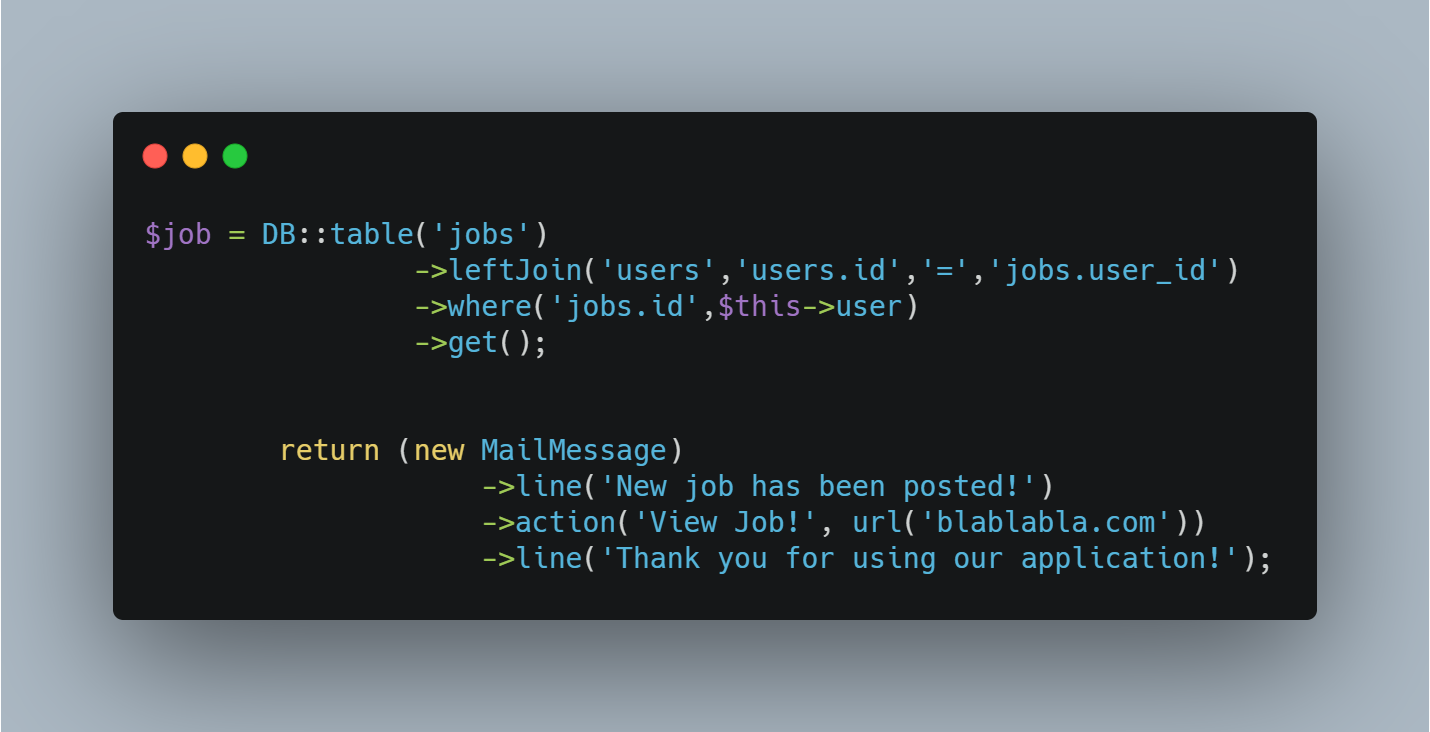 $job = DB::table('jobs')
->leftJoin('users','users.id','=','jobs.user_id')
->where('jobs.id',$this->user)
->get();
return (new MailMessage)
->line('New job has been posted!')
->action('View Job!', url('blablabla.com'))
->line('Thank you for using our application!');